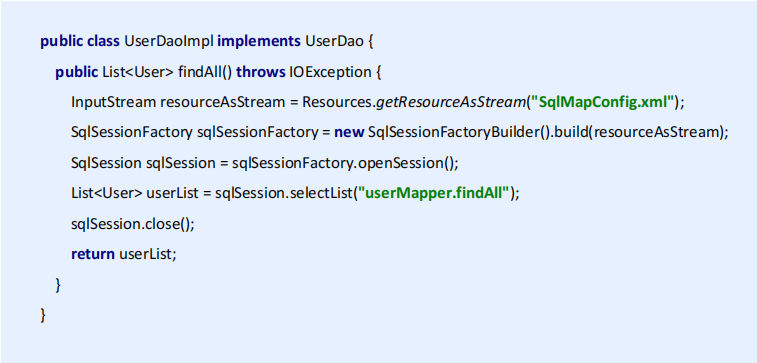 public class UserDaoImpl implements UserDao {
public List<User> findAll() throws IOException {
InputStream resourceAsStream = Resources.getResourceAsStream("SqlMapConfig.xml");
SqlSessionFactory sqlSessionFactory = new SqlSessionFactoryBuilder().build(resourceAsStream);
SqlSession sqlSession = sqlSessionFactory.openSession();
List<User> userList = sqlSession.selectList("userMapper.findAll");
sqlSession.close();
return userList;
}
}